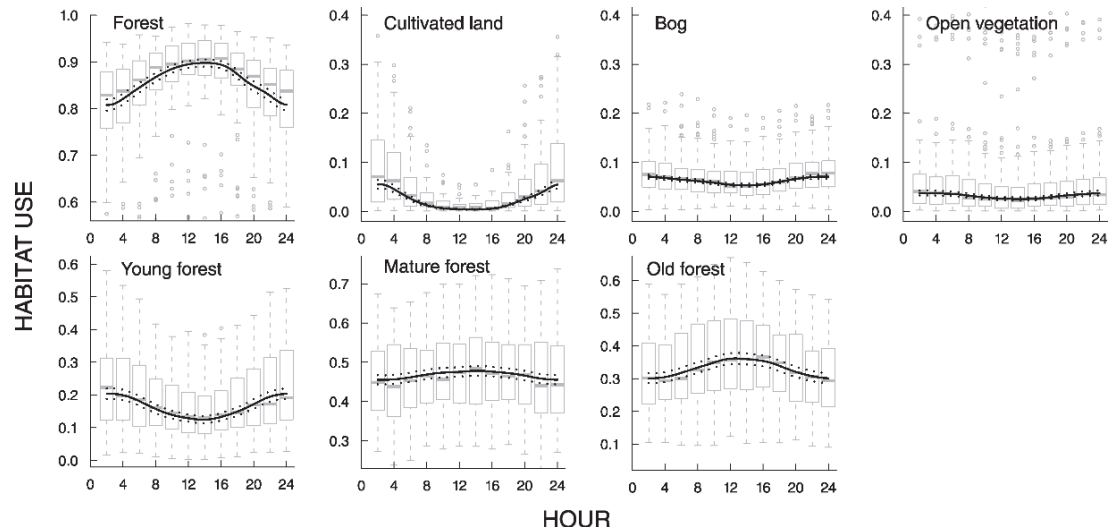 Forest
Cultivated land
Bog
Open vegetation
1.0
0.9
0.8
0.7
0.6
0.4
0.3
0.2
0.1
0.0
0.4
0.3
0.2
0.1
0.0
0.4
0.3
0.2
0.1
0.0
0 4 8 12 16 20 24
0 4 8 12 16 20 24
0 4 8 12 16 20 24
0 4 8 12 16 20 24
HABITAT USE
Young forest
Mature forest
Old forest
0.6
0.5
0.4
0.3
0.2
0.1
0.0
0.7
0.6
0.5
0.4
0.3
0.6
0.5
0.4
0.3
0.2
0.1
0 4 8 12 16 20 24
0 4 8 12 16 20 24
0 4 8 12 16 20 24
HOUR